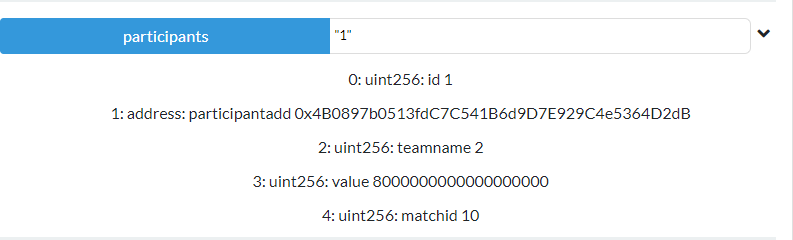 participants "1"
0: uint256: id 1
1: address: participantadd 0x4B0897b0513fdC7C541B6d9D7E929C4e5364D2dB
2: uint256: teamname 2
3: uint256: value 8000000000000000000
4: uint256: matchid 10